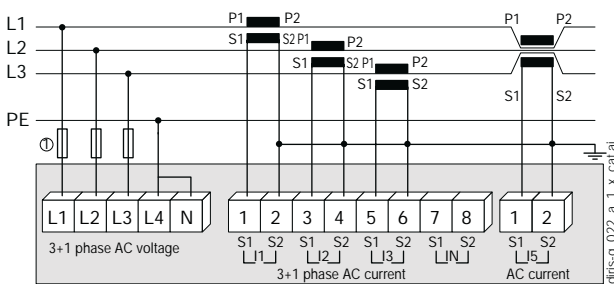 L1 P1 P2 P1 P2
L2 S1 S2 P1 P2
L3 S1 S2 P1 P2
S1 S2 S1 S2
PE
①
L1 L2 L3 L4 N 1 2 3 4 5 6 7 8 1 2
S1 S2 S1 S2 S1 S2 S1 S2 S1 S2
I1 I2 I3 IN I5
3+1 phase AC voltage
3+1 phase AC current
AC current
diris-q_022_a_1_x_cat.ai